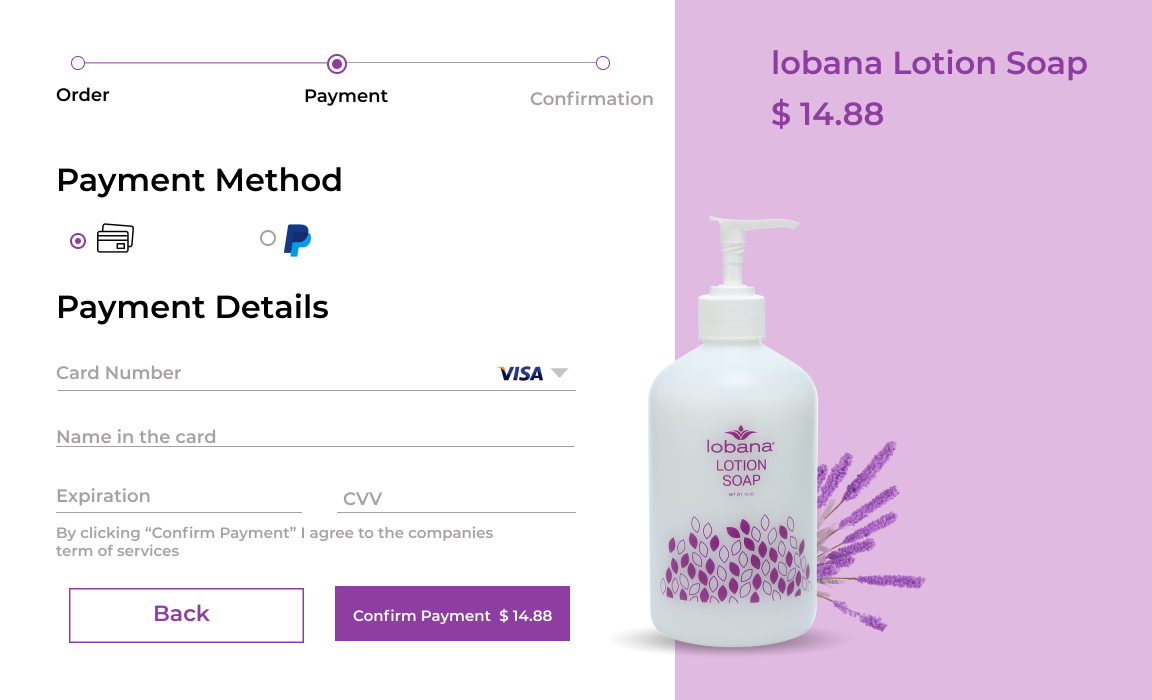 Order
Payment
Confirmation
lobana Lotion Soap
$ 14.88
Payment Method
Payment Details
Card Number
VISA
Name in the card
Expiration
CVV
By clicking “Confirm Payment” I agree to the companies
term of services
Back
Confirm Payment $ 14.88
lobana
LOTION
SOAP